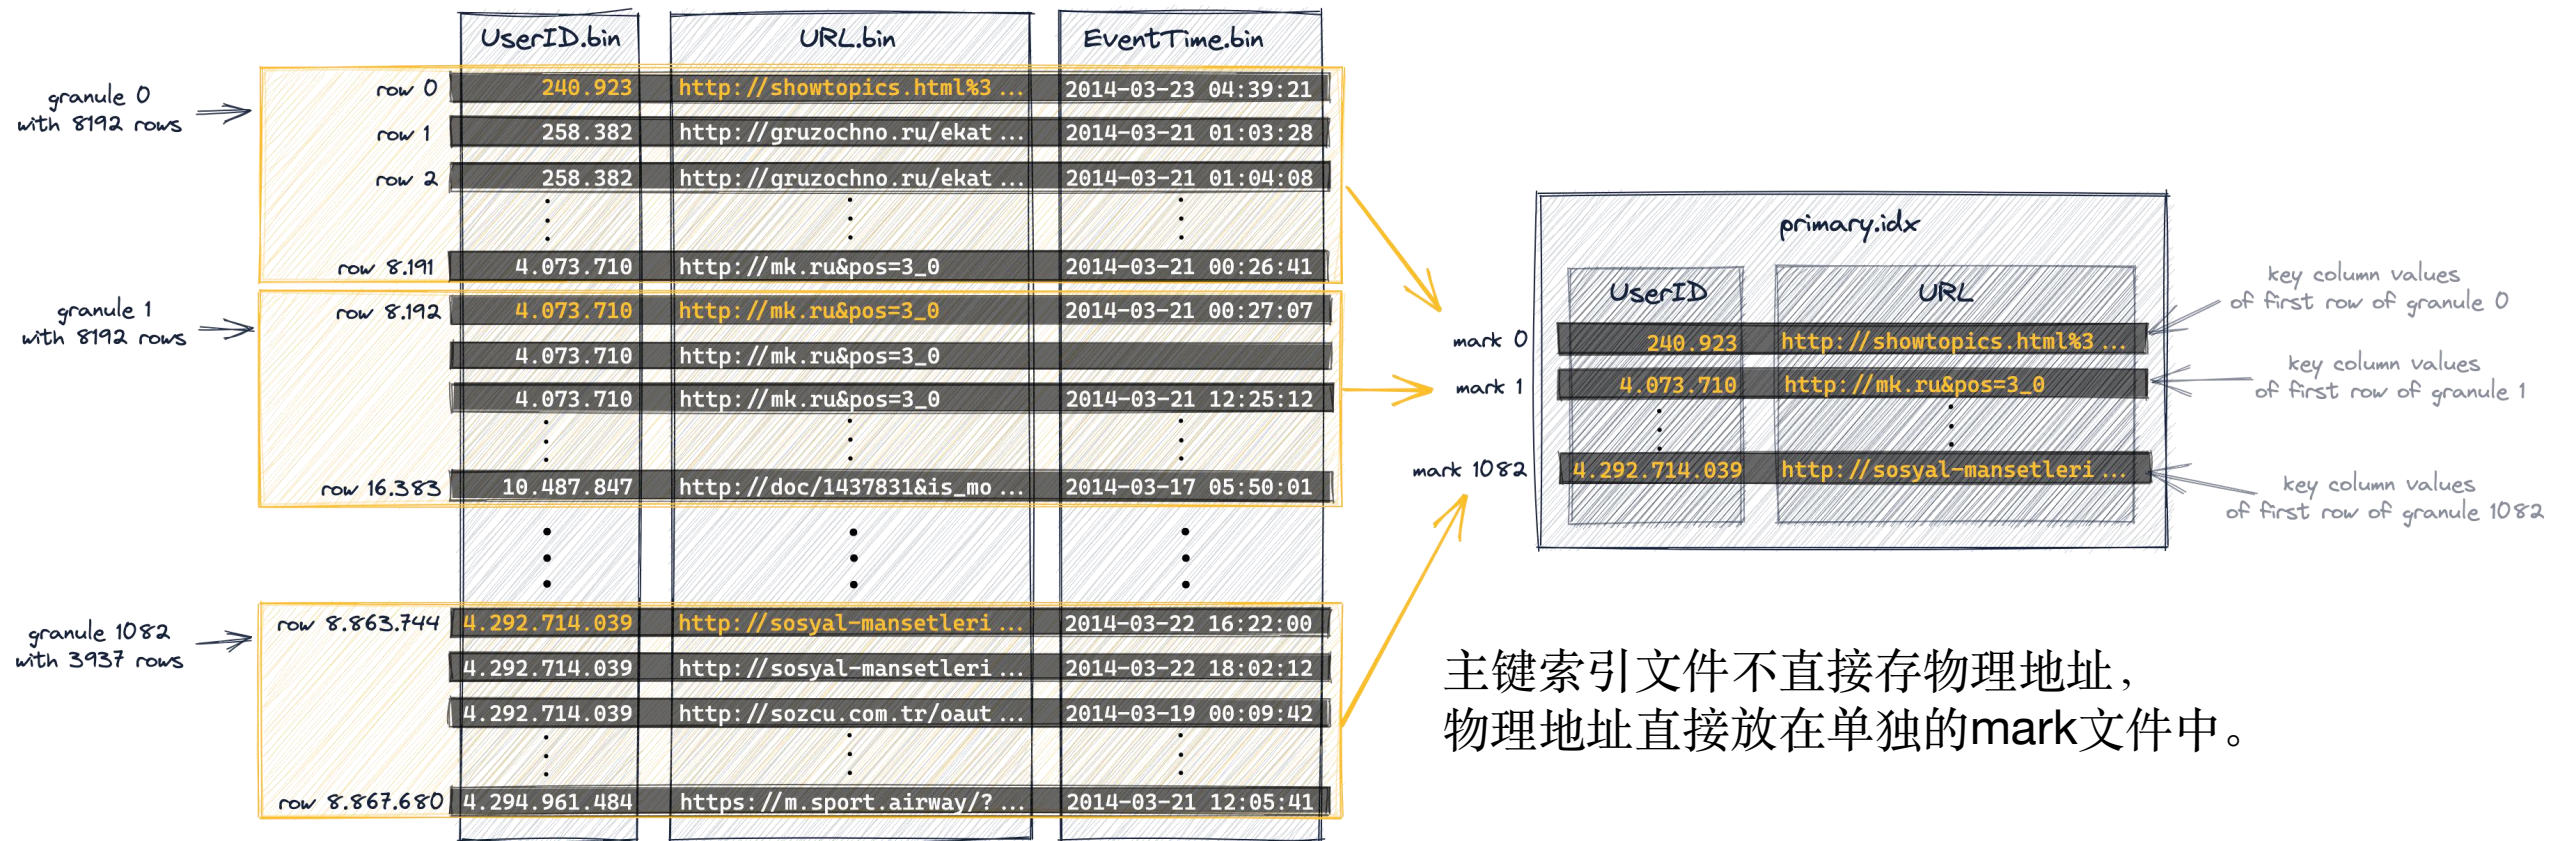 UserID.bin
URL.bin
EventTime.bin
granule 0
with 8192 rows
row 0 240.923 http://showtopics.html%3 ... 2014-03-23 04:39:21
row 1 258.382 http://gruzochno.ru/ekat ... 2014-03-21 01:03:28
row 2 258.382 http://gruzochno.ru/ekat ... 2014-03-21 01:04:08
row 8.191 4.073.710 http://mk.ru&pos=3_0 2014-03-21 00:26:41
granule 1
with 8192 rows
row 8.192 4.073.710 http://mk.ru&pos=3_0 2014-03-21 00:27:07
4.073.710 http://mk.ru&pos=3_0
4.073.710 http://mk.ru&pos=3_0 2014-03-21 12:25:12
row 16.383 10.487.847 http://doc/1437831&is_mo ... 2014-03-17 05:50:01
granule 1082
with 3937 rows
row 8.863.744 4.292.714.039 http://sosyal-mansetleri ... 2014-03-22 16:22:00
4.292.714.039 http://sosyal-mansetleri ... 2014-03-22 18:02:12
4.292.714.039 http://sozcu.com.tr/oaut ... 2014-03-19 00:09:42
row 8.867.680 4.294.961.484 https://m.sport.airway/? ... 2014-03-21 12:05:41
primary.idx
UserID
URL
mark 0 240.923 http://showtopics.html%3 ...
mark 1 4.073.710 http://mk.ru&pos=3_0
mark 1082 4.292.714.039 http://sosyal-mansetleri ...
key column values
of first row of granule 0
key column values
of first row of granule 1
key column values
of first row of granule 1082
主键索引文件不直接存物理地址，
物理地址直接放在单独的mark文件中。